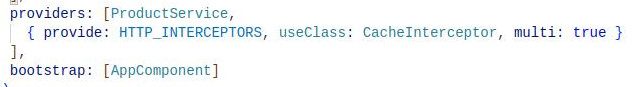 providers: [ProductService,
{ provide: HTTP_INTERCEPTORS, useClass: CacheInterceptor, multi: true }
],
bootstrap: [AppComponent]